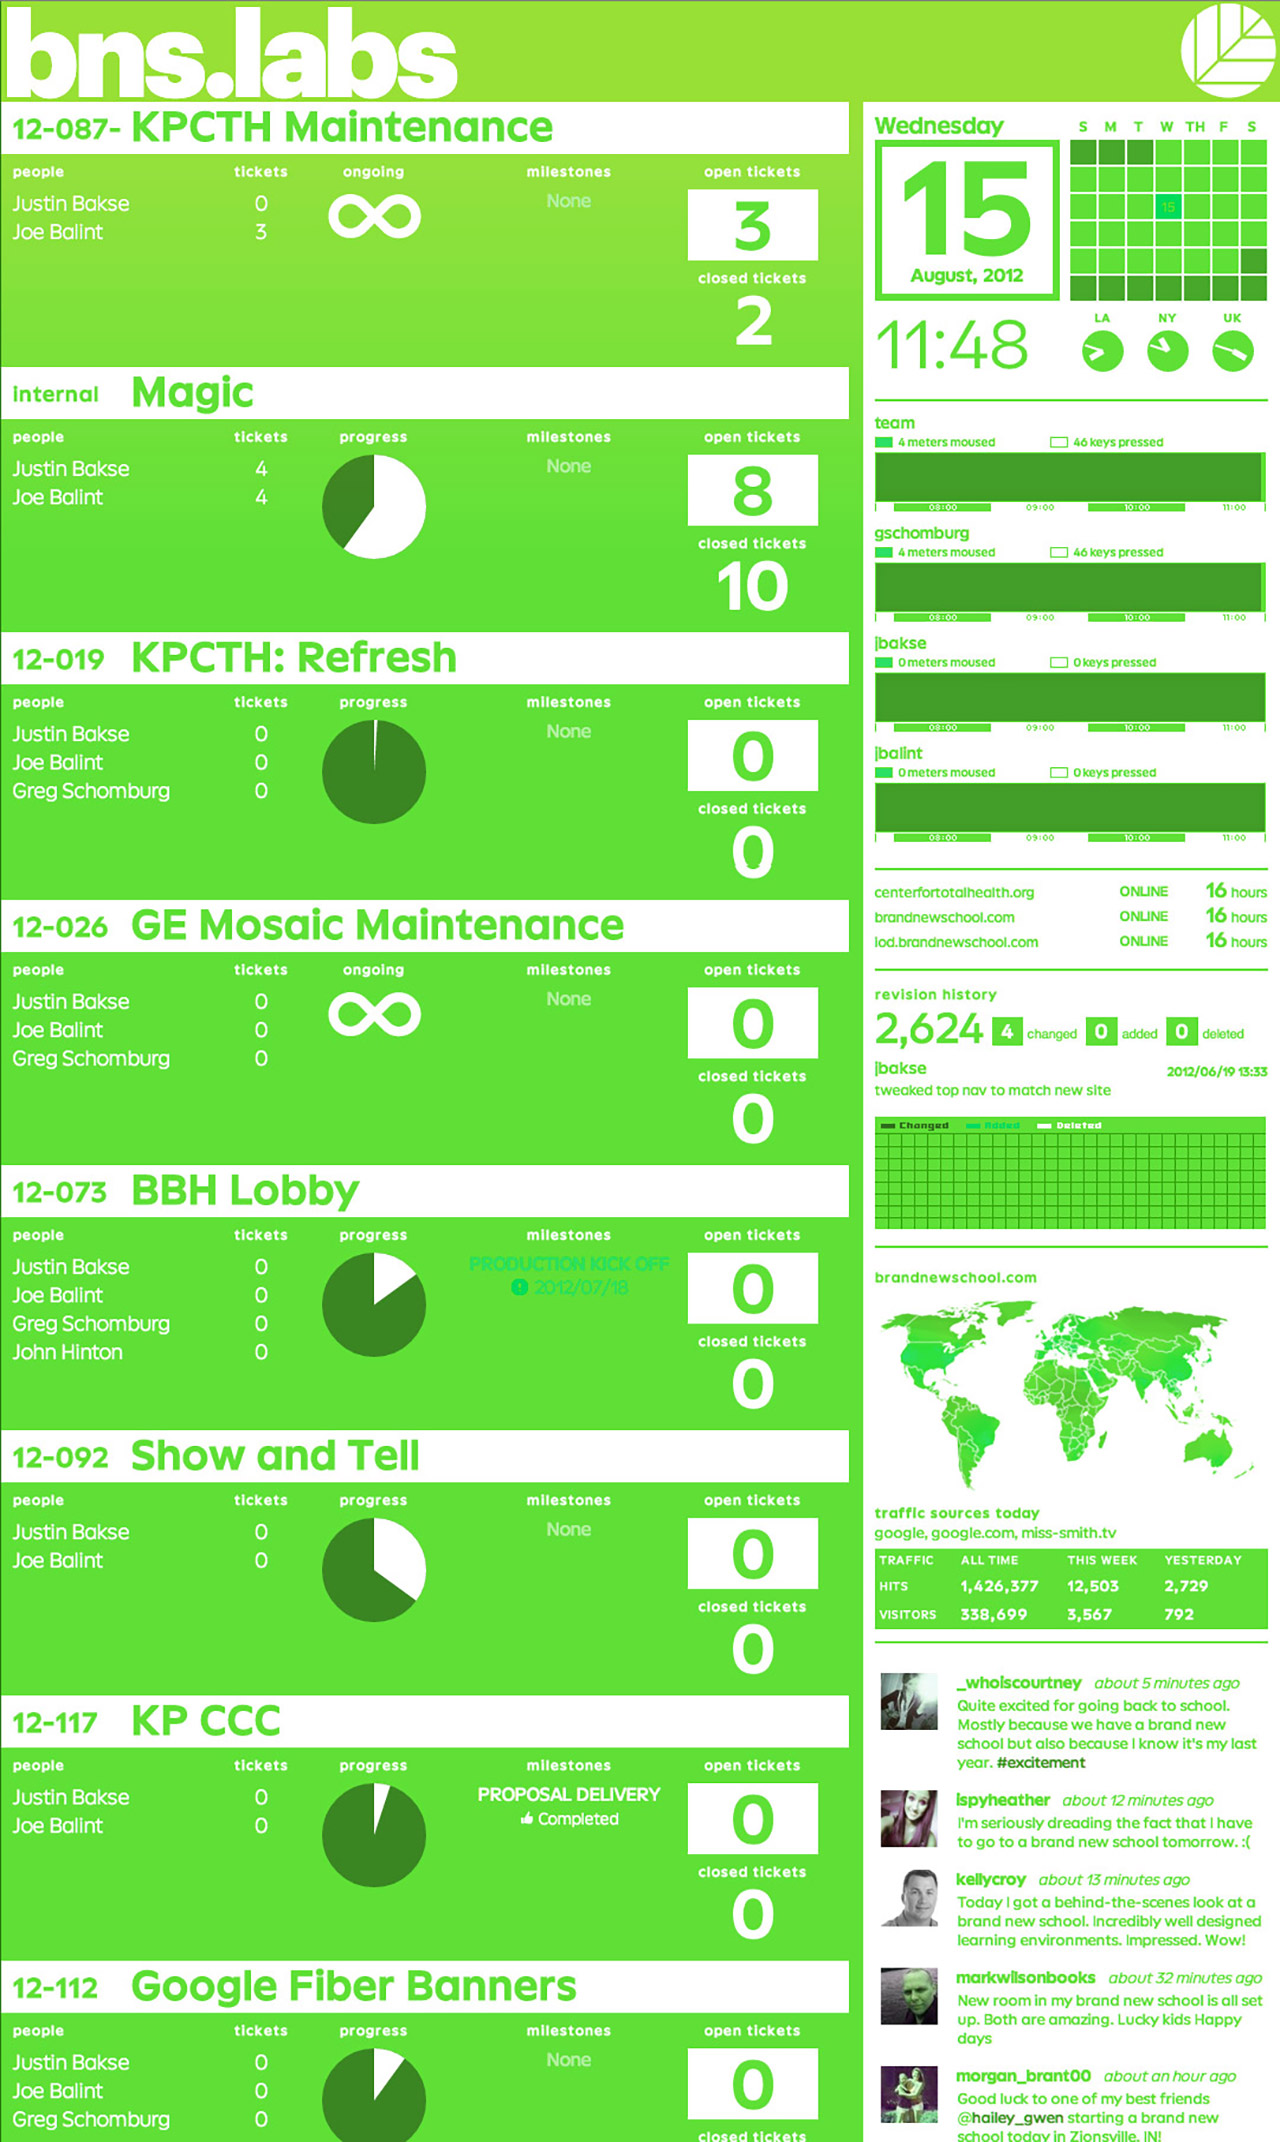 bns.labs
12-087- KPCTH Maintenance
people tickets ongoing milestones open tickets
Justin Bakse 0 None 3
Joe Balint 3
closed tickets
2
internal Magic
people tickets progress milestones open tickets
Justin Bakse 4 None 8
Joe Balint 4
closed tickets
10
12-019 KPCTH: Refresh
people tickets progress milestones open tickets
Justin Bakse 0 None 0
Joe Balint 0
Greg Schomburg 0
closed tickets
0
12-026 GE Mosaic Maintenance
people tickets ongoing milestones open tickets
Justin Bakse 0 None 0
Joe Balint 0
Greg Schomburg 0
closed tickets
0
12-073 BBH Lobby
people tickets progress milestones open tickets
Justin Bakse 0 PRODUCTION KICK OFF 0
Joe Balint 0 2012/07/18
Greg Schomburg 0
John Hinton 0
closed tickets
0
12-092 Show and Tell
people tickets progress milestones open tickets
Justin Bakse 0 None 0
Joe Balint 0
closed tickets
0
12-117 KP CCC
people tickets progress milestones open tickets
Justin Bakse 0 PROPOSAL DELIVERY 0
Joe Balint 0 Completed
closed tickets
0
12-112 Google Fiber Banners
people tickets progress milestones open tickets
Justin Bakse 0 None 0
Joe Balint 0
Greg Schomburg 0
closed tickets
Wednesday S M T W TH F S
15
15
August, 2012
11:48 LA NY UK
team
4 meters moused 46 keys pressed
08:00 09:00 10:00 11:00
gschomburg
4 meters moused 46 keys pressed
08:00 09:00 10:00 11:00
jbakse
0 meters moused 0 keys pressed
08:00 09:00 10:00 11:00
jbalint
0 meters moused 0 keys pressed
08:00 09:00 10:00 11:00
centerfortotalhealth.org ONLINE 16 hours
brandnewschool.com ONLINE 16 hours
lod.brandnewschool.com ONLINE 16 hours
revision history
2,624 4 changed 0 added 0 deleted
jbakse 2012/06/19 13:33
tweaked top nav to match new site
Changed Added Deleted
brandnewschool.com
traffic sources today
google, google.com, miss-smith.tv
TRAFFIC ALL TIME THIS WEEK YESTERDAY
HITS 1,426,377 12,503 2,729
VISITORS 338,699 3,567 792
_whoiscourtney about 5 minutes ago
Quite excited for going back to school.
Mostly because we have a brand new
school but also because I know it's my last
year. #excitement
ispyheather about 12 minutes ago
I'm seriously dreading the fact that I have
to go to a brand new school tomorrow. :(
kellycroy about 13 minutes ago
Today I got a behind-the-scenes look at a
brand new school. Incredibly well designed
learning environments. Impressed. Wow!
markwilsonbooks about 32 minutes ago
New room in my brand new school is all set
up. Both are amazing. Lucky kids Happy
days
morgan_brant00 about an hour ago
Good luck to one of my best friends
@hailey_gwen starting a brand new
school today in Zionsville, IN!